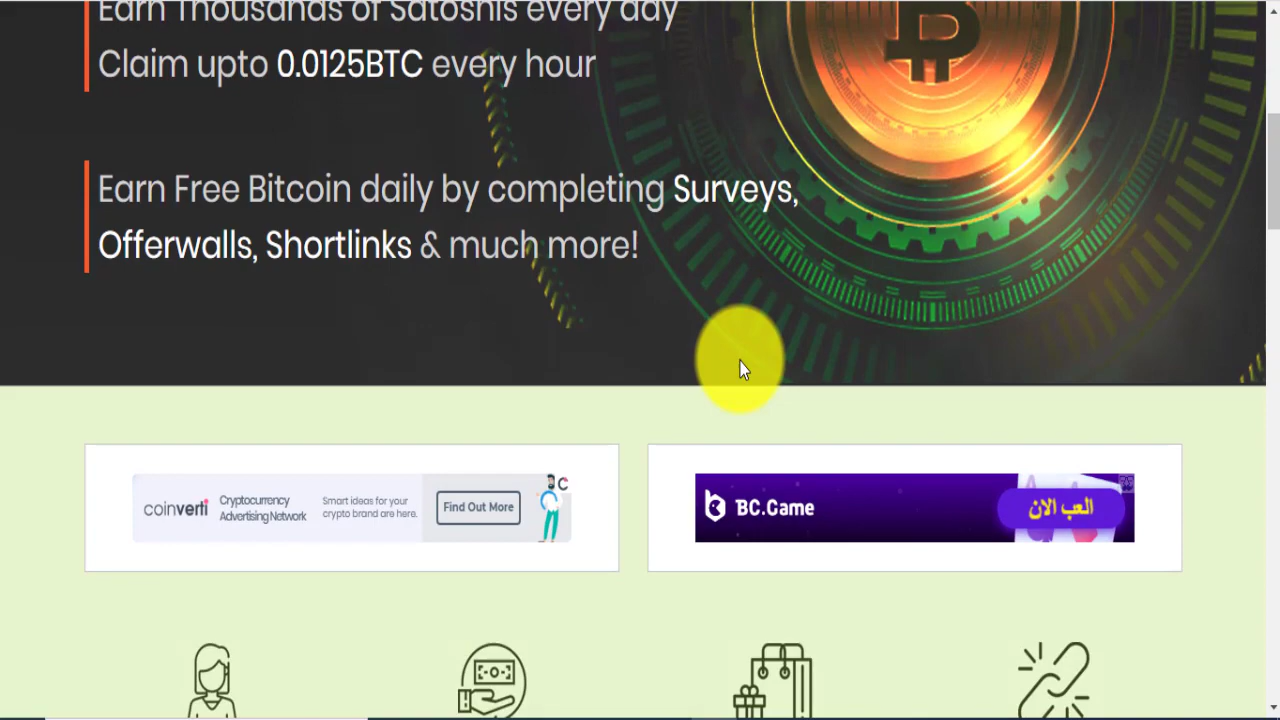 Earn Thousands of Satoshis every day
Claim upto 0.0125BTC every hour
Earn Free Bitcoin daily by completing Surveys,
Offerwalls, Shortlinks & much more!
coinverti
Cryptocurrency
Advertising Network
Smart ideas for your
crypto brand are here.
Find Out More
BC.Game
العب الان